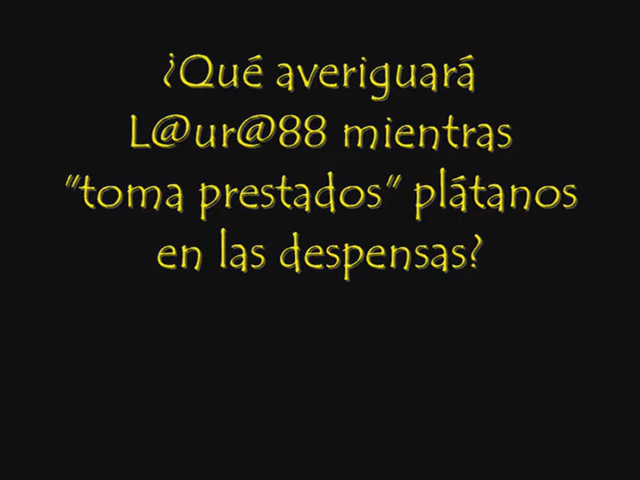 ¿Qué averiguará
L@ur@88 mientras
"toma prestados" plátanos
en las despensas?